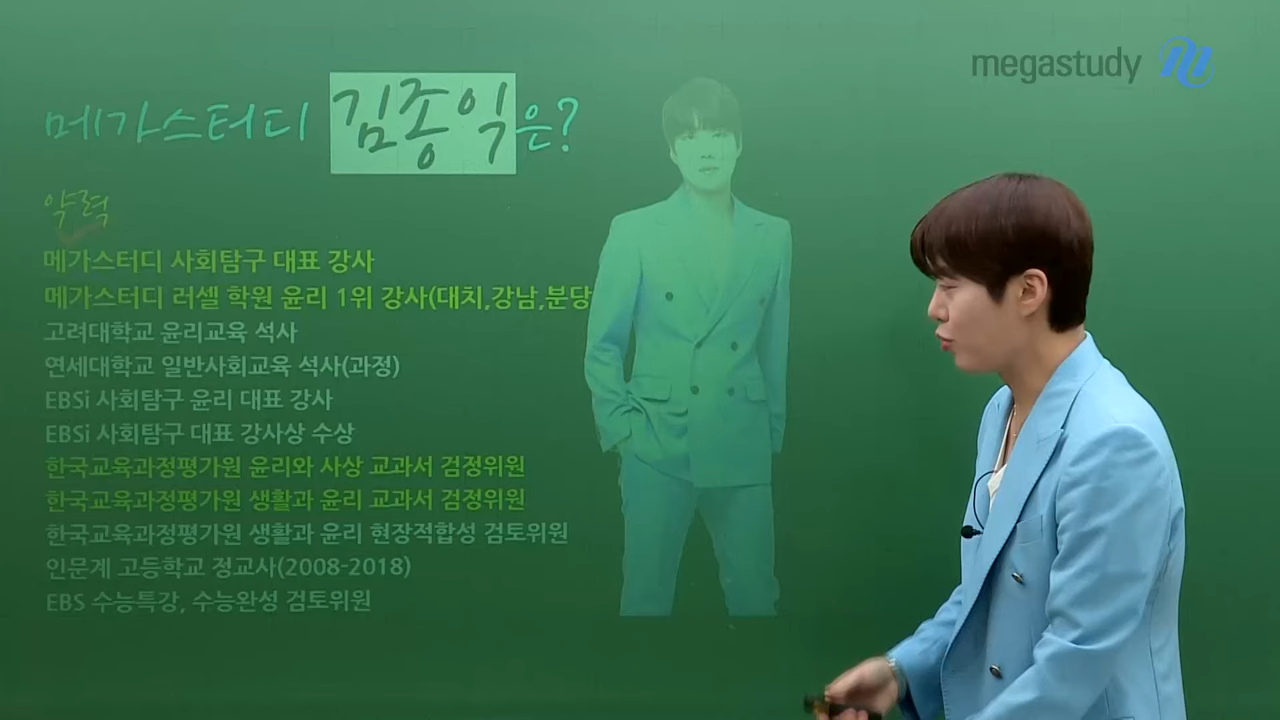 megastudy
메가스터디 김종익은?
약력
메가스터디 사회탐구 대표 강사
메가스터디 러셀 학원 윤리 1위 강사(대치,강남,분당
고려대학교 윤리교육 석사
연세대학교 일반사회교육 석사(과정)
EBSi 사회탐구 윤리 대표 강사
EBSi 사회탐구 대표 강사상 수상
한국교육과정평가원 윤리와 사상 교과서 검정위원
한국교육과정평가원 생활과 윤리 교과서 검정위원
한국교육과정평가원 생활과 윤리 현장적합성 검토위원
인문계 고등학교 정교사(2008-2018)
EBS 수능특강, 수능완성 검토위원